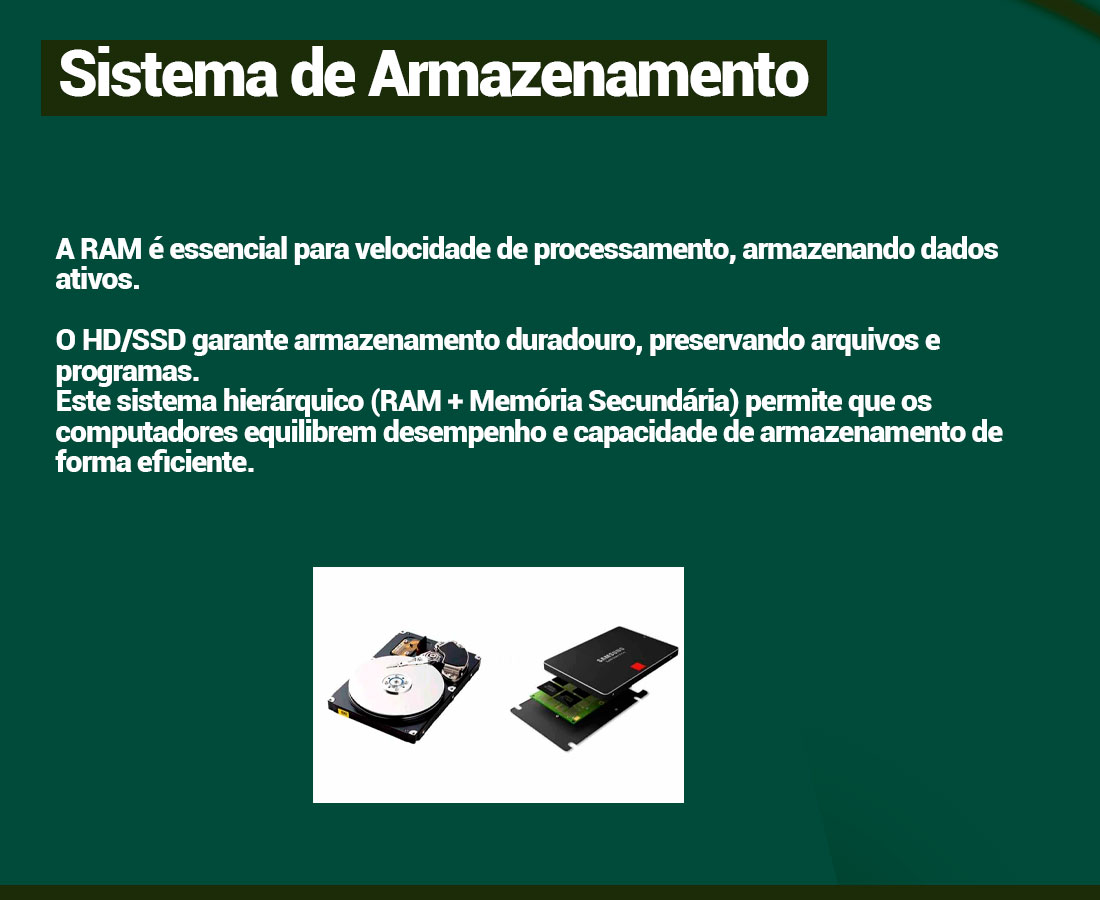 Sistema de Armazenamento
A RAM é essencial para velocidade de processamento, armazenando dados
ativos.
O HD/SSD garante armazenamento duradouro, preservando arquivos e
programas.
Este sistema hierárquico (RAM + Memória Secundária) permite que os
computadores equilibrem desempenho e capacidade de armazenamento de
forma eficiente.
SAMSUNG